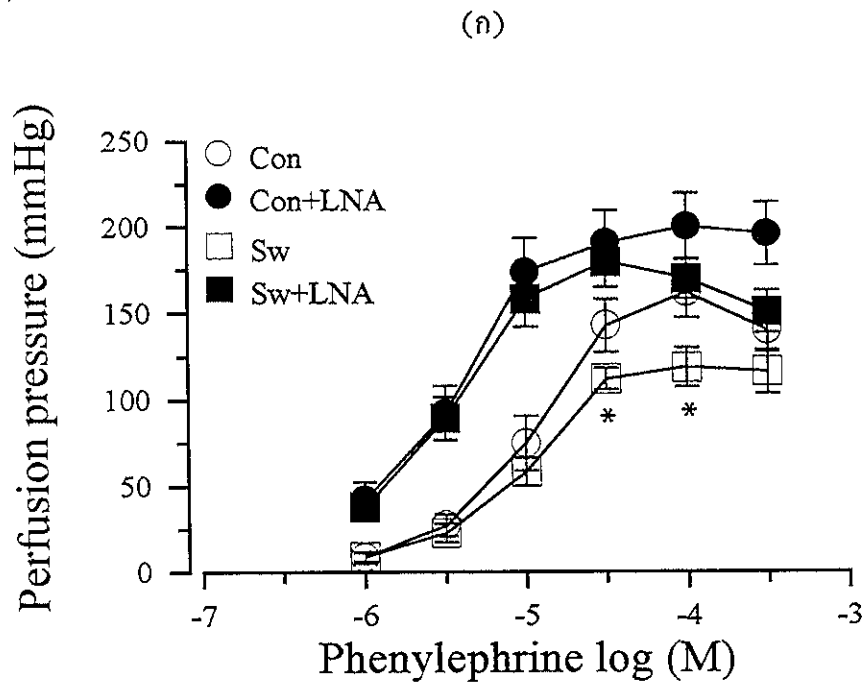 (ก)
Perfusion pressure (mmHg)
250
200
150
100
50
0
Con
Con+LNA
Sw
Sw+LNA
* *
-7 -6 -5 -4 -3
Phenylephrine log (M)